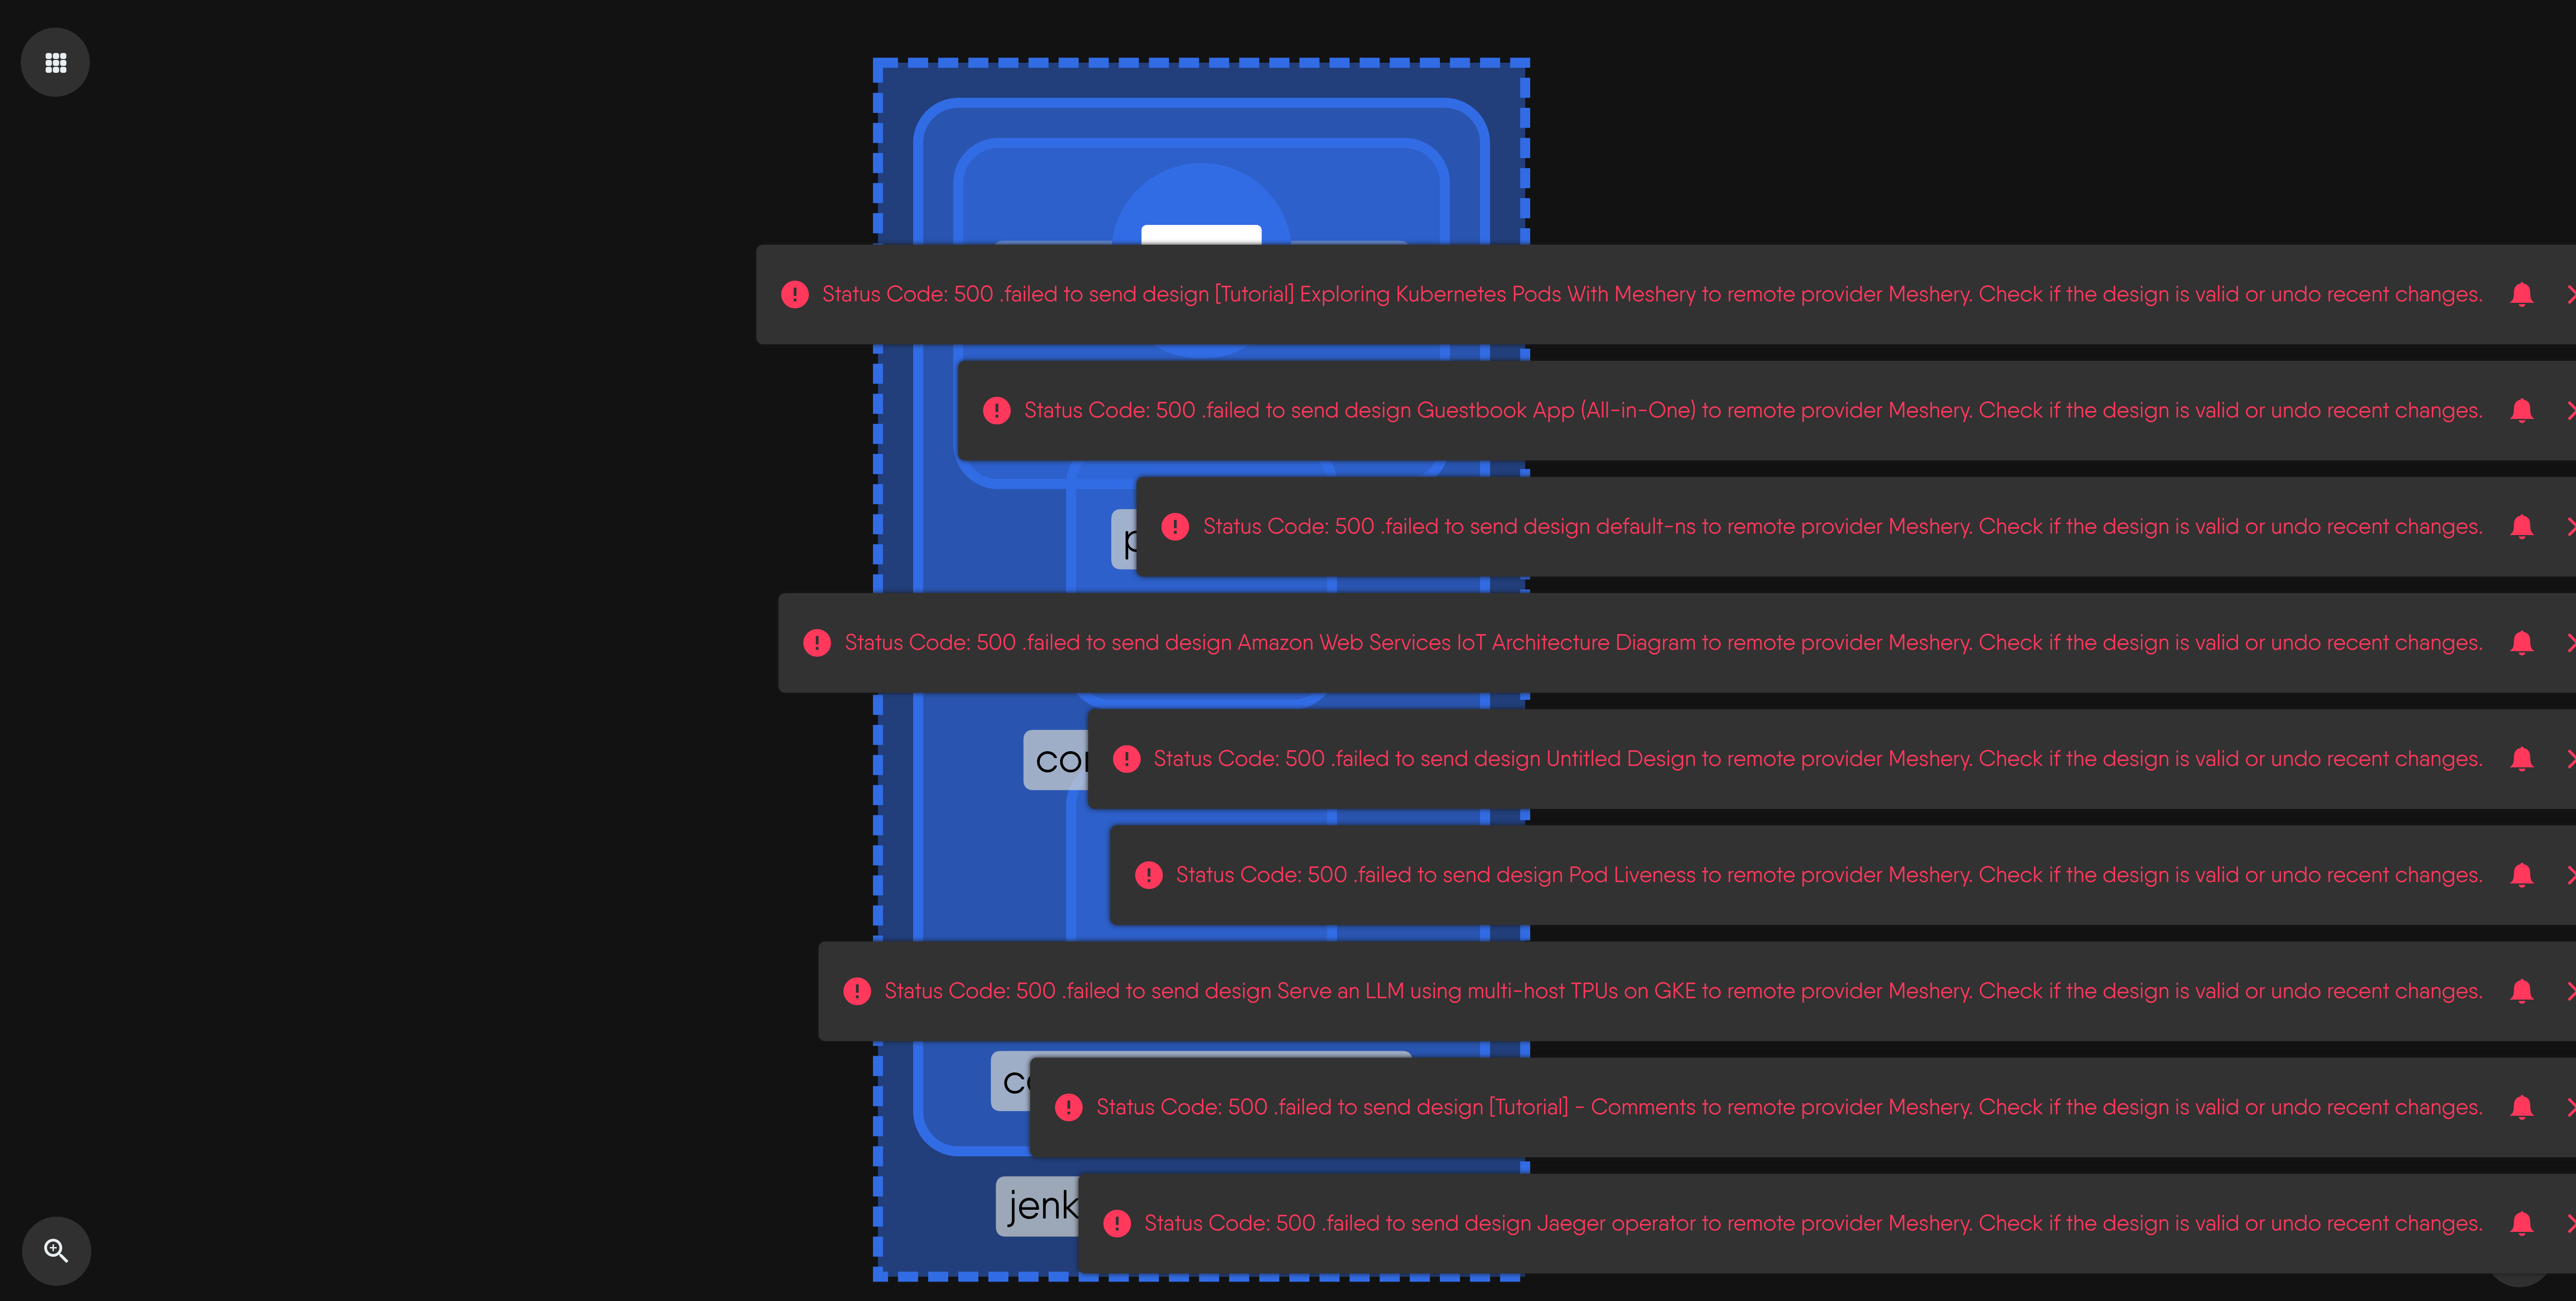 Status Code: 500 .failed to send design [Tutorial] Exploring Kubernetes Pods With Meshery to remote provider Meshery. Check if the design is valid or undo recent changes.
Status Code: 500 .failed to send design Guestbook App (All-in-One) to remote provider Meshery. Check if the design is valid or undo recent changes.
Status Code: 500 .failed to send design default-ns to remote provider Meshery. Check if the design is valid or undo recent changes.
Status Code: 500 .failed to send design Amazon Web Services IoT Architecture Diagram to remote provider Meshery. Check if the design is valid or undo recent changes.
Status Code: 500 .failed to send design Untitled Design to remote provider Meshery. Check if the design is valid or undo recent changes.
Status Code: 500 .failed to send design Pod Liveness to remote provider Meshery. Check if the design is valid or undo recent changes.
Status Code: 500 .failed to send design Serve an LLM using multi-host TPUs on GKE to remote provider Meshery. Check if the design is valid or undo recent changes.
Status Code: 500 .failed to send design [Tutorial] - Comments to remote provider Meshery. Check if the design is valid or undo recent changes.
jenk
Status Code: 500 .failed to send design Jaeger operator to remote provider Meshery. Check if the design is valid or undo recent changes.